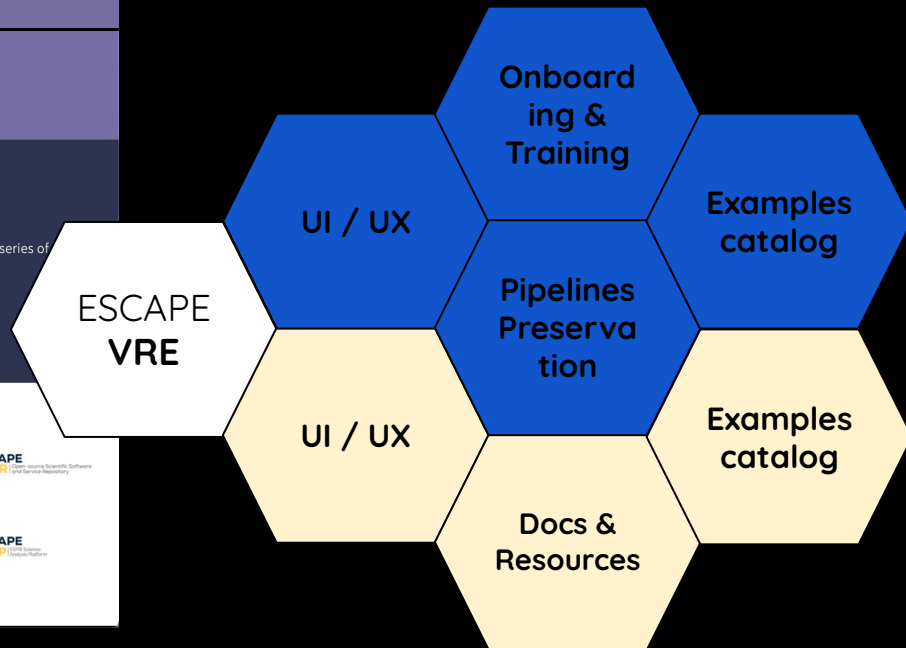 Onboard
ing &
Training
UI / UX
Examples
catalog
series of
ESCAPE
VRE
Pipelines
Preserva
tion
UI / UX
Examples
catalog
APE
R | Open-source Scientific Software
and Service Repository
Docs &
Resources
APE
P | ESFRI Science
Analysis Platform